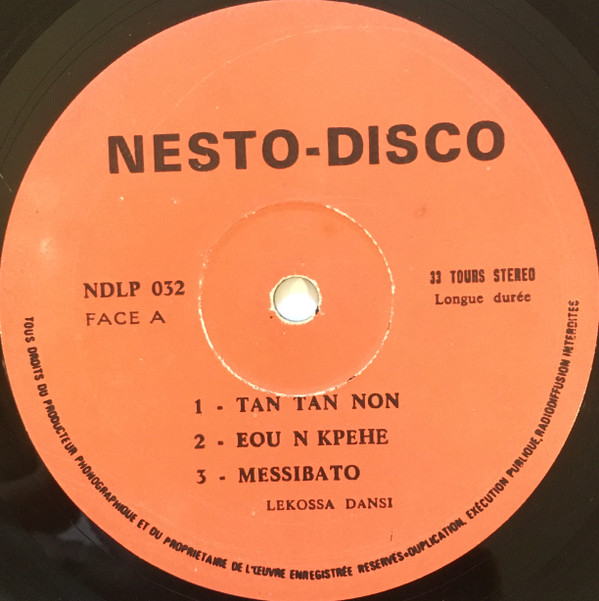 NESTO-DISCO
NDLP 032
FACE A
33 TOURS STEREO
Longue durée
1 - TAN TAN NON
2 - EOU N KPEHE
3 - MESSIBATO
LEKOSSA DANSI
TOUS DROITS DU PRODUCTEUR PHONOGRAPHIQUE ET DU PROPRIETAIRE DE L'ŒUVRE ENREGISTRÉE RESERVÉS•DUPLICATION, EXÉCUTION PUBLIQUE, RADIODIFFUSION INTERDITES